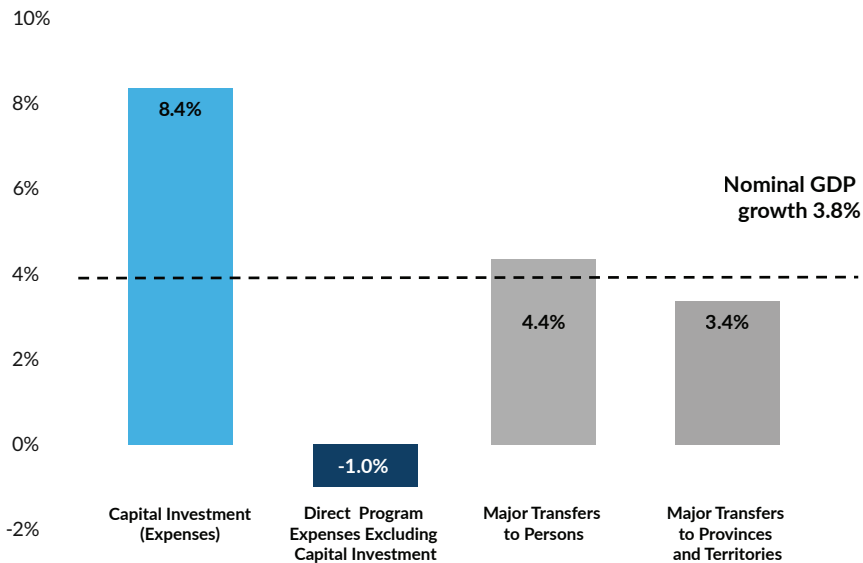 10%
8%
6%
4%
2%
0%
-2%
8.4%
-1.0%
4.4%
3.4%
Nominal GDP
growth 3.8%
Capital Investment
(Expenses)
Direct Program
Expenses Excluding
Capital Investment
Major Transfers
to Persons
Major Transfers
to Provinces
and Territories